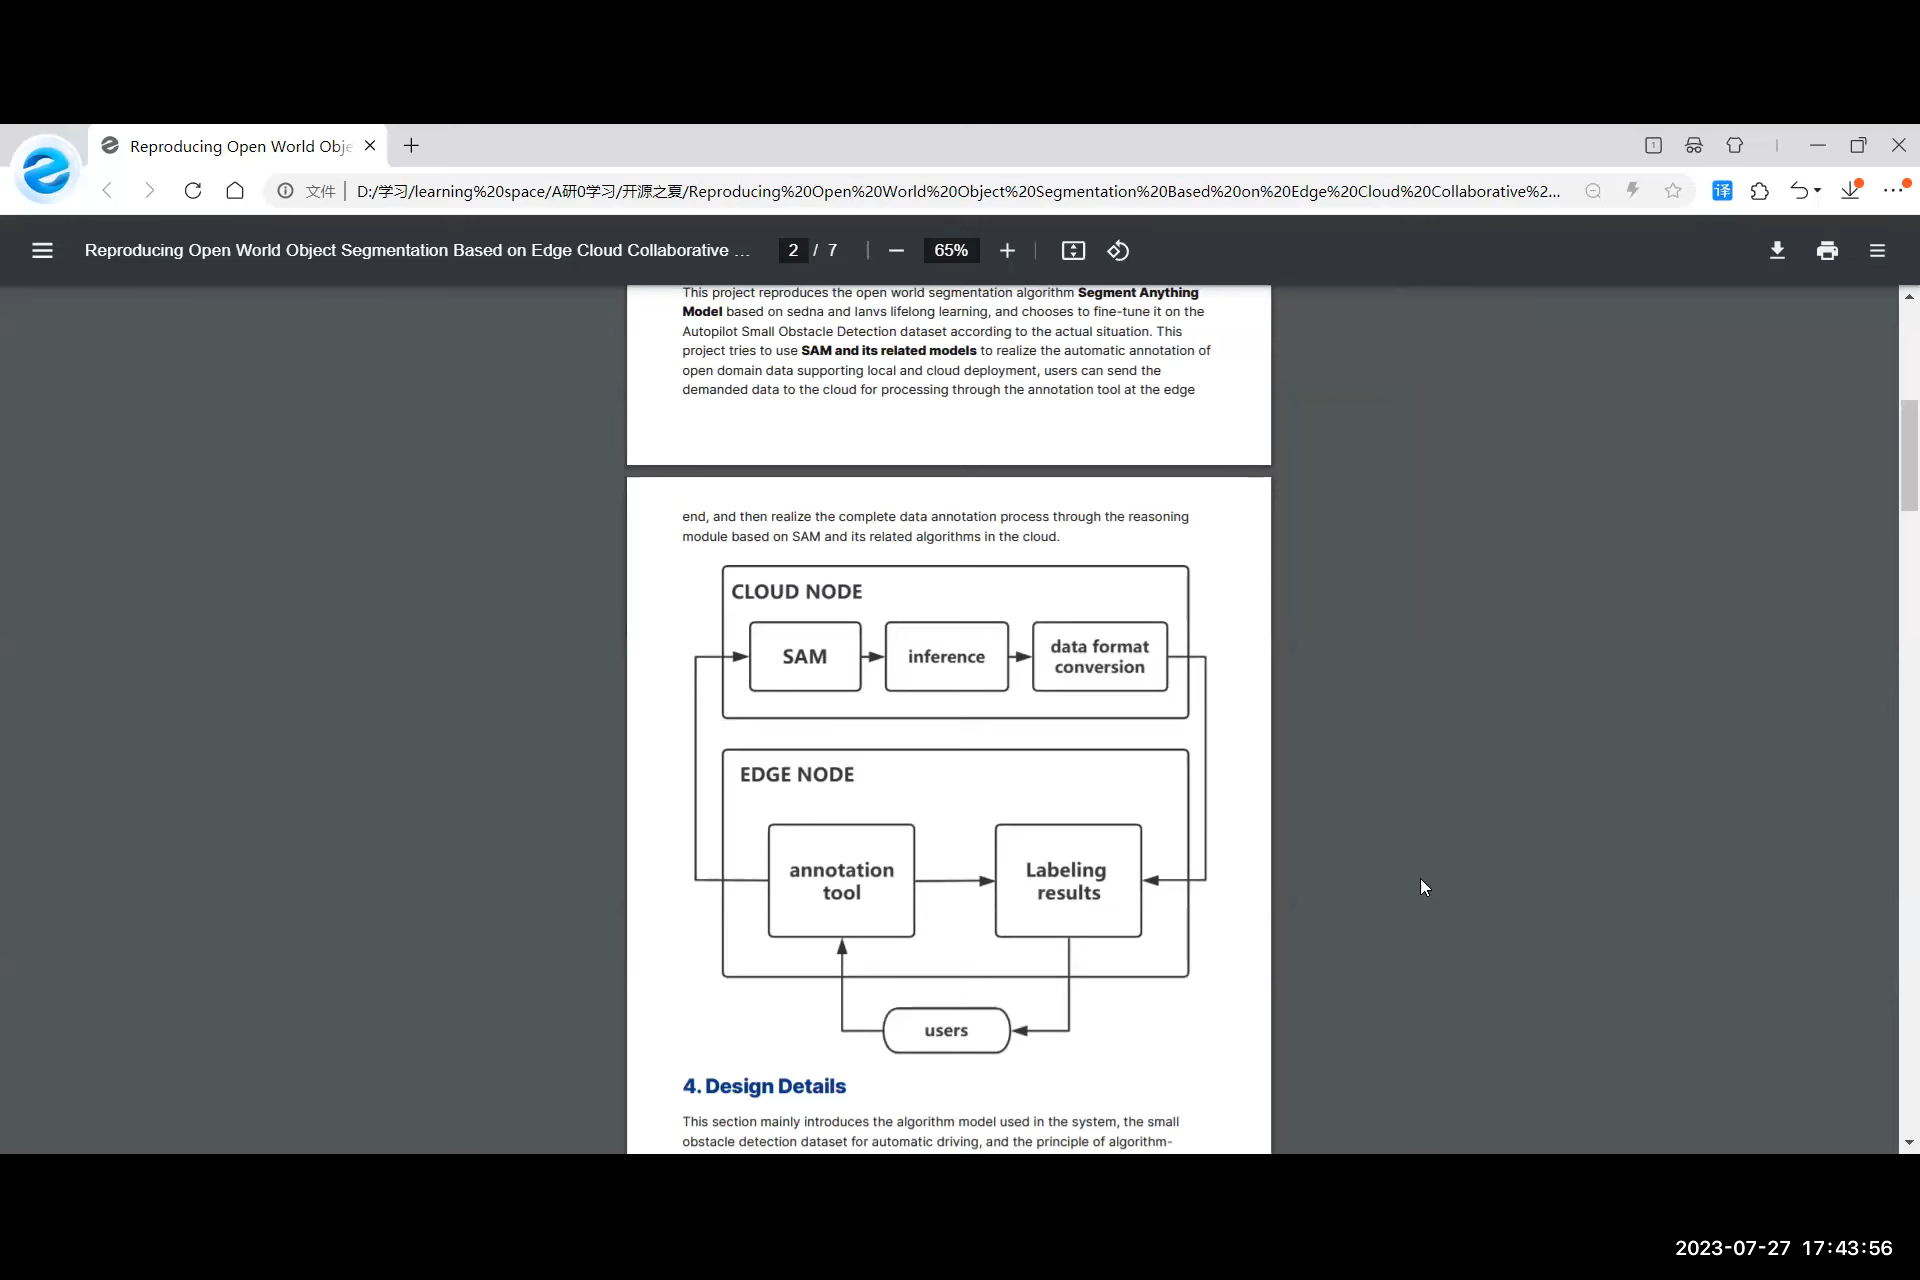 Reproducing Open World Obje
文件 D:/学习/learning%20space/A研0学习/开源之夏/Reproducing%20Open%20World%20Object%20Segmentation%20Based%20on%20Edge%20Cloud%20Collaborative%2...
译
1
Reproducing Open World Object Segmentation Based on Edge Cloud Collaborative ... 2 / 7 65%
This project reproduces the open world segmentation algorithm Segment Anything
Model based on sedna and Ianvs lifelong learning, and chooses to fine-tune it on the
Autopilot Small Obstacle Detection dataset according to the actual situation. This
project tries to use SAM and its related models to realize the automatic annotation of
open domain data supporting local and cloud deployment, users can send the
demanded data to the cloud for processing through the annotation tool at the edge
end, and then realize the complete data annotation process through the reasoning
module based on SAM and its related algorithms in the cloud.
CLOUD NODE
SAM
inference
data format
conversion
EDGE NODE
annotation
tool
Labeling
results
users
4. Design Details
This section mainly introduces the algorithm model used in the system, the small
obstacle detection dataset for automatic driving, and the principle of algorithm-
2023-07-27 17:43:56